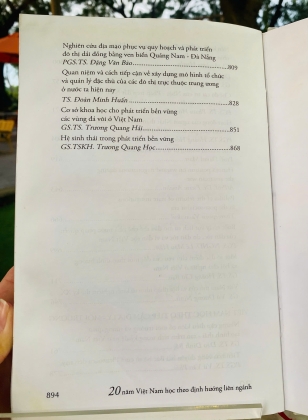 Nghiên cứu địa mạo phục vụ quy hoạch và phát triển
đô thị dải đồng bằng ven biển Quảng Nam - Đà Nẵng
PGS.TS. Đặng Văn Bào..............................809
Quan niệm và cách tiếp cận về xây dựng mô hình tổ chức
và quản lý đặc thù của các đô thị trực thuộc trung ương
ở nước ta hiện nay
TS. Đoàn Minh Huấn..............................828
Cơ sở khoa học cho phát triển bền vững
các vùng đá vôi ở Việt Nam
GS.TS. Trương Quang Hải..............................851
Hệ sinh thái trong phát triển bền vững
GS.TSKH. Trương Quang Học..............................868
894 20 năm Việt Nam học theo định hướng liên ngành